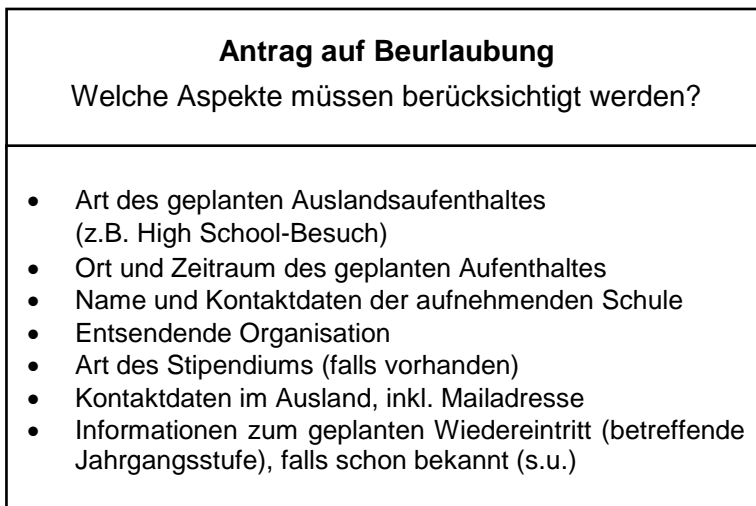 Antrag auf Beurlaubung
Welche Aspekte müssen berücksichtigt werden?
• Art des geplanten Auslandsaufenthaltes
(z.B. High School-Besuch)
• Ort und Zeitraum des geplanten Aufenthaltes
• Name und Kontaktdaten der aufnehmenden Schule
• Entsendende Organisation
• Art des Stipendiums (falls vorhanden)
• Kontaktdaten im Ausland, inkl. Mailadresse
• Informationen zum geplanten Wiedereintritt (betreffende
Jahrgangsstufe), falls schon bekannt (s.u.)